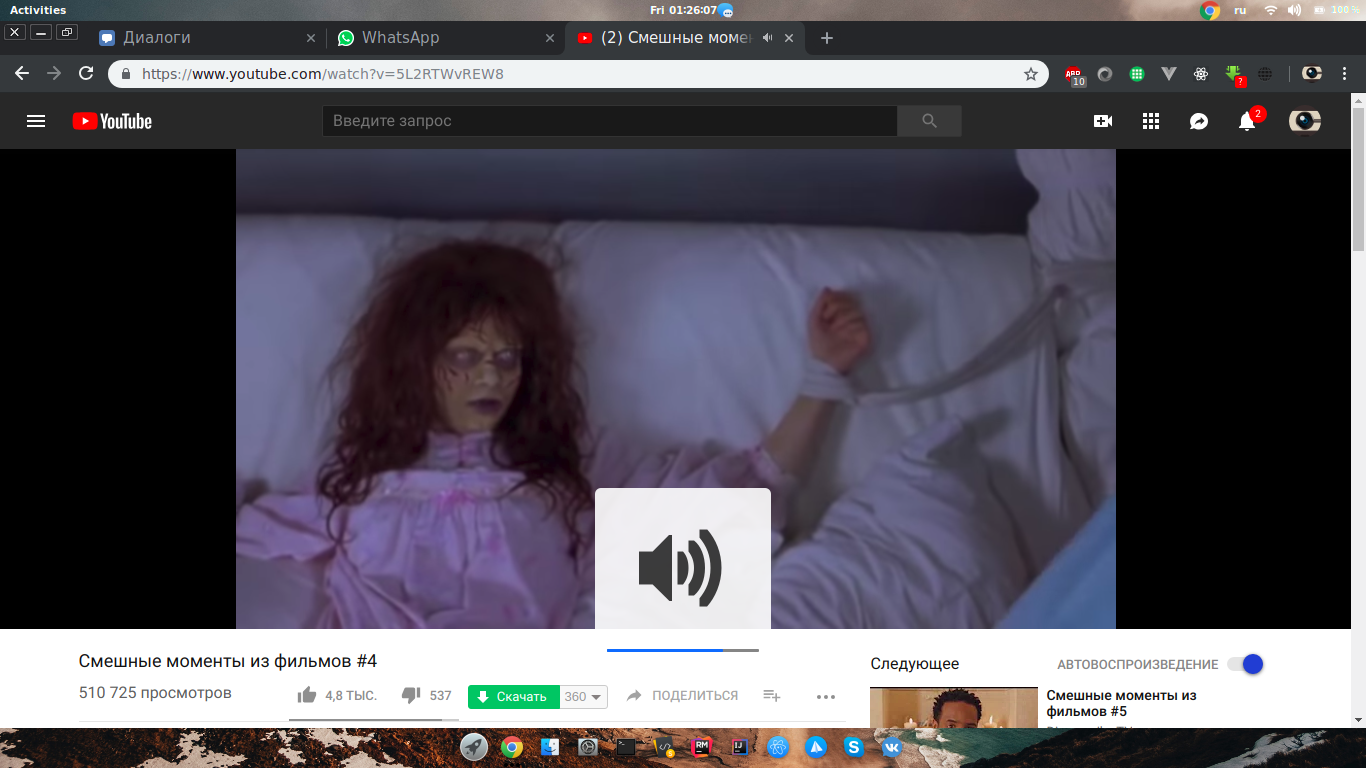 Activities
Fri 01:26:07
ru
100 %
Диалоги
WhatsApp
(2) Смешные моме
https://www.youtube.com/watch?v=5L2RTWvREW8
ABP
10
?
YouTube
Введите запрос
2
Смешные моменты из фильмов #4
510 725 просмотров
4,8 ТЫС.
537
Скачать
360
ПОДЕЛИТЬСЯ
Следующее
АВТОВОСПРОИЗВЕДЕНИЕ
Смешные моменты из
фильмов #5
RM
IJ